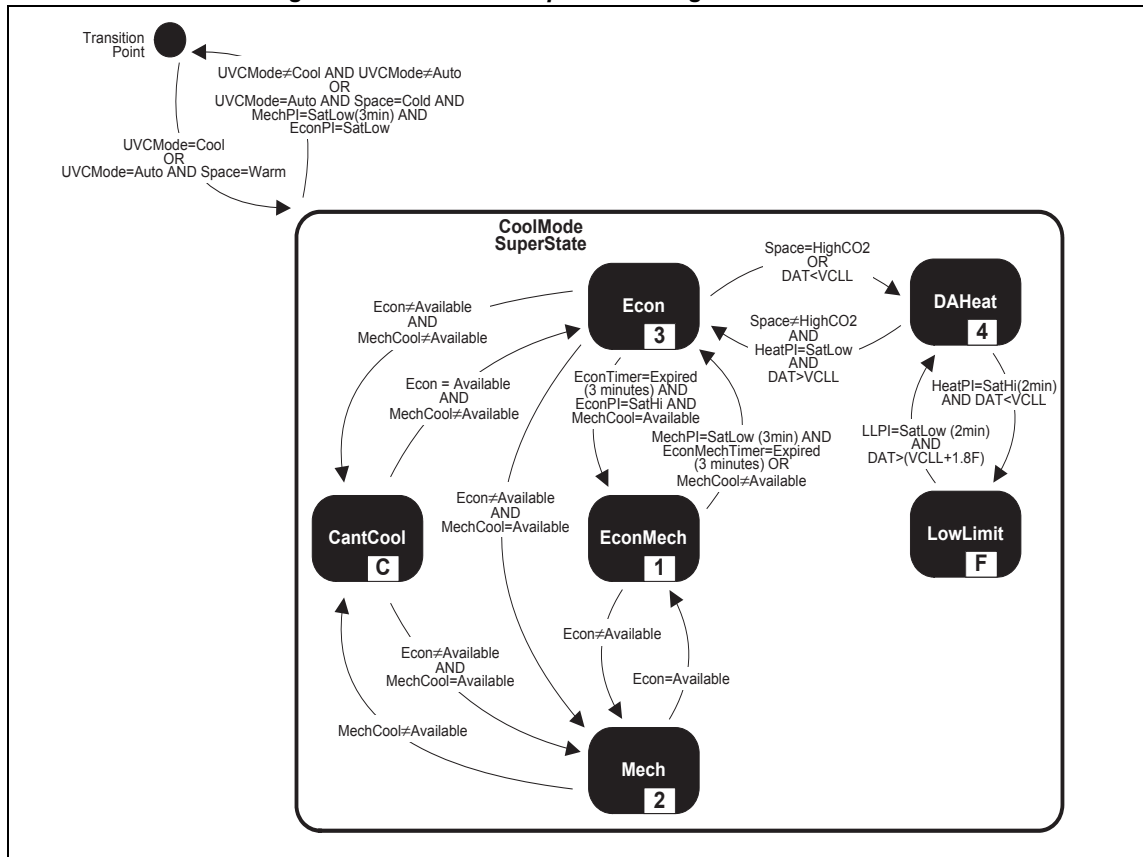 Transition
Point
UVCMode≠Cool AND UVCMode≠Auto
OR
UVCMode=Auto AND Space=Cold AND
MechPI=SatLow(3min) AND
EconPI=SatLow
UVCMode=Cool
OR
UVCMode=Auto AND Space=Warm
CoolMode
SuperState
Econ
3
Space=HighCO2
OR
DAT<VCLL
DAHeat
4
Econ≠Available
AND
MechCool≠Available
Space≠HighCO2
AND
HeatPI=SatLow
AND
DAT>VCLL
Econ = Available
AND
MechCool≠Available
EconTimer=Expired
(3 minutes) AND
EconPI=SatHi AND
MechCool=Available
HeatPI=SatHi(2min)
AND DAT<VCLL
MechPI=SatLow (3min) AND
EconMechTimer=Expired
(3 minutes) OR
MechCool≠Available
LLPI=SatLow (2min)
AND
DAT>(VCLL+1.8F)
Econ≠Available
AND
MechCool=Available
CantCool
C
EconMech
1
LowLimit
F
Econ≠Available
AND
MechCool=Available
Econ≠Available
Econ=Available
MechCool≠Available
Mech
2